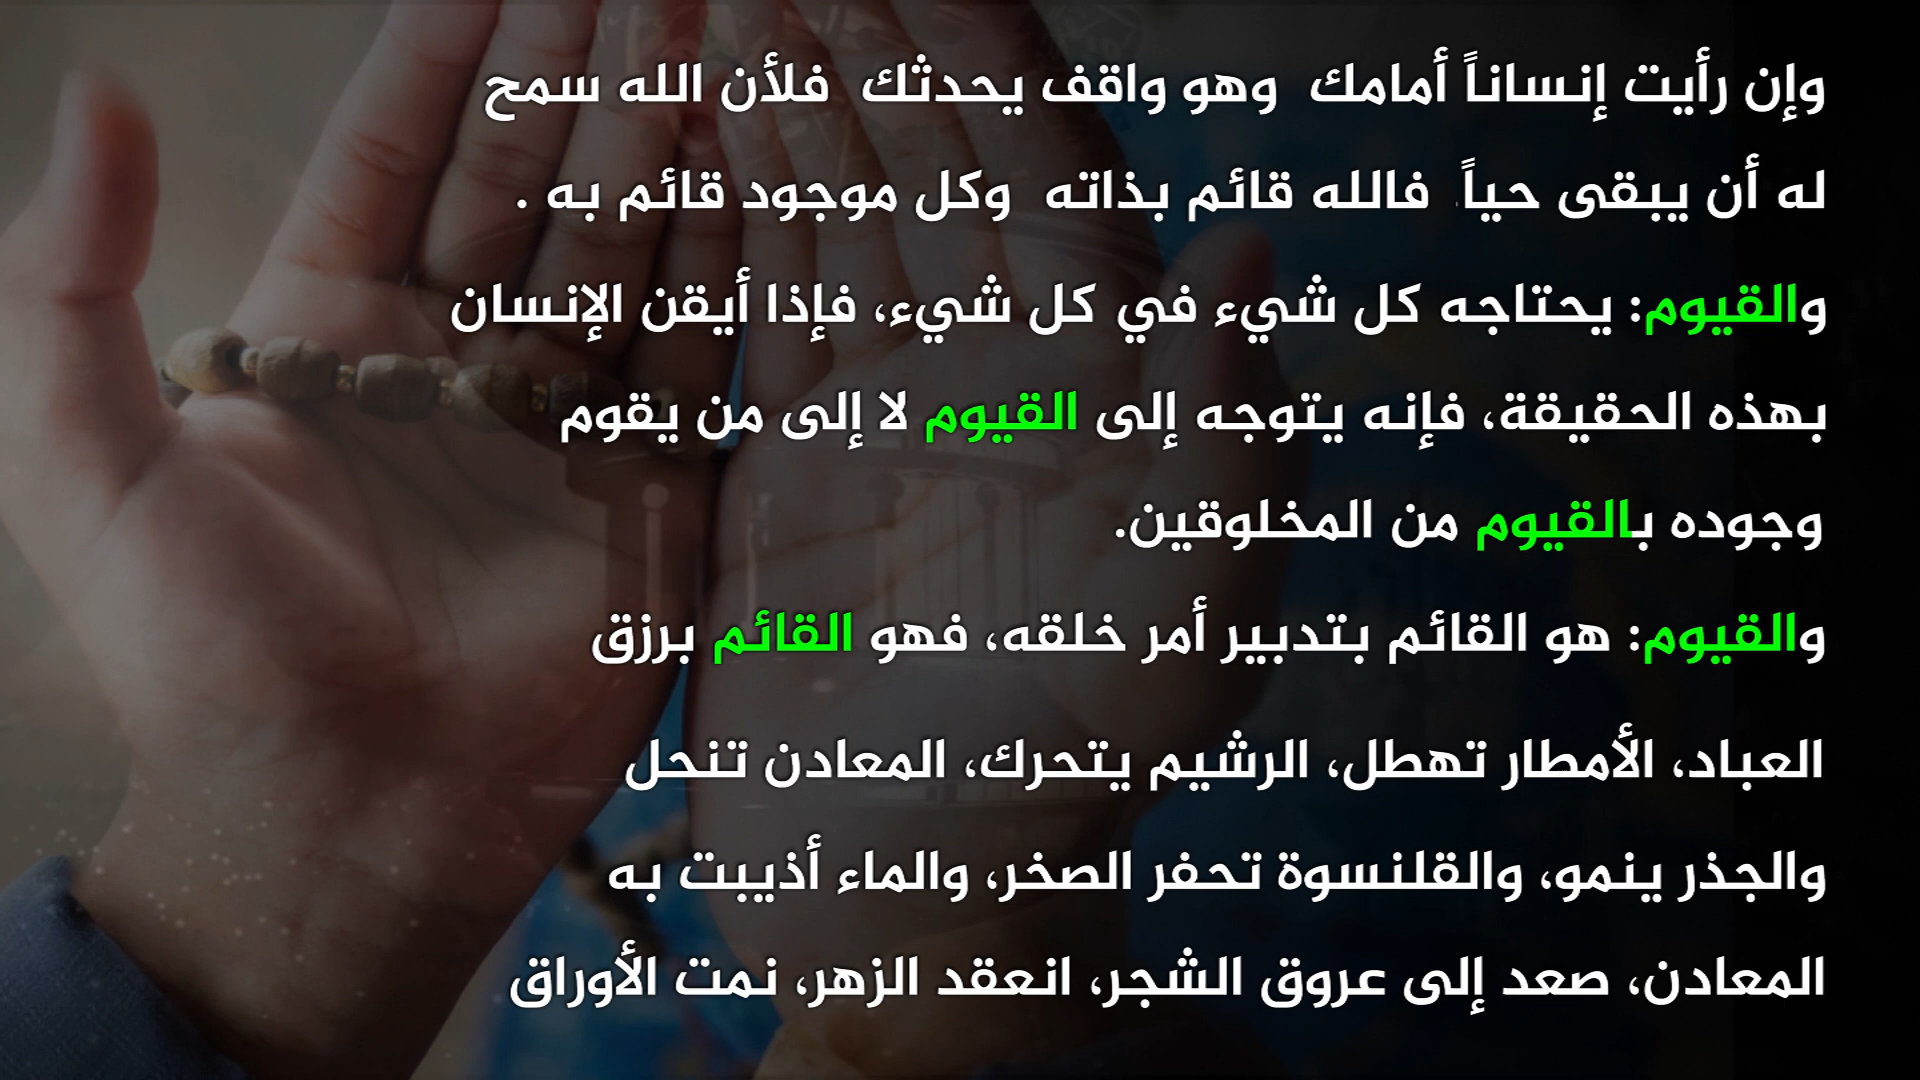 وإن رأيت إنساناً أمامك وهو واقف يحدثك فلأن الله سمح
له أن يبقى حياً فالله قائم بذاته وكل موجود قائم به .
والقيوم: يحتاجه كل شيء في كل شيء، فإذا أيقن الإنسان
بهذه الحقيقة، فإنه يتوجه إلى القيوم لا إلى من يقوم
وجوده بالقيوم من المخلوقين.
والقيوم: هو القائم بتدبير أمر خلقه، فهو القائم برزق
العباد، الأمطار تهطل، الرشيم يتحرك، المعادن تنحل
والجذر ينمو، والقلنسوة تحفر الصخر، والماء أذيبت به
المعادن، صعد إلى عروق الشجر، انعقد الزهر، نمت الأوراق